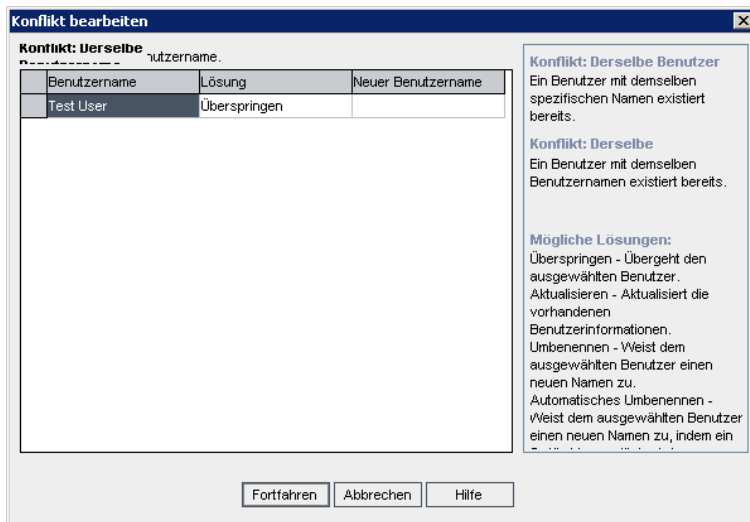 Konflikt bearbeiten
Konflikt: Derselbe
nutzername.
Benutzername Lösung Neuer Benutzername
Test User Überspringen
Konflikt: Derselbe Benutzer
Ein Benutzer mit demselben
spezifischen Namen existiert
bereits.
Konflikt: Derselbe
Ein Benutzer mit demselben
Benutzernamen existiert bereits.
Mögliche Lösungen:
Überspringen - Übergeht den
ausgewählten Benutzer.
Aktualisieren - Aktualisiert die
vorhandenen
Benutzerinformationen.
Umbenennen - Weist dem
ausgewählten Benutzer einen
neuen Namen zu.
Automatisches Umbenennen -
Weist dem ausgewählten Benutzer
einen neuen Namen zu, indem ein
Fortfahren Abbrechen Hilfe